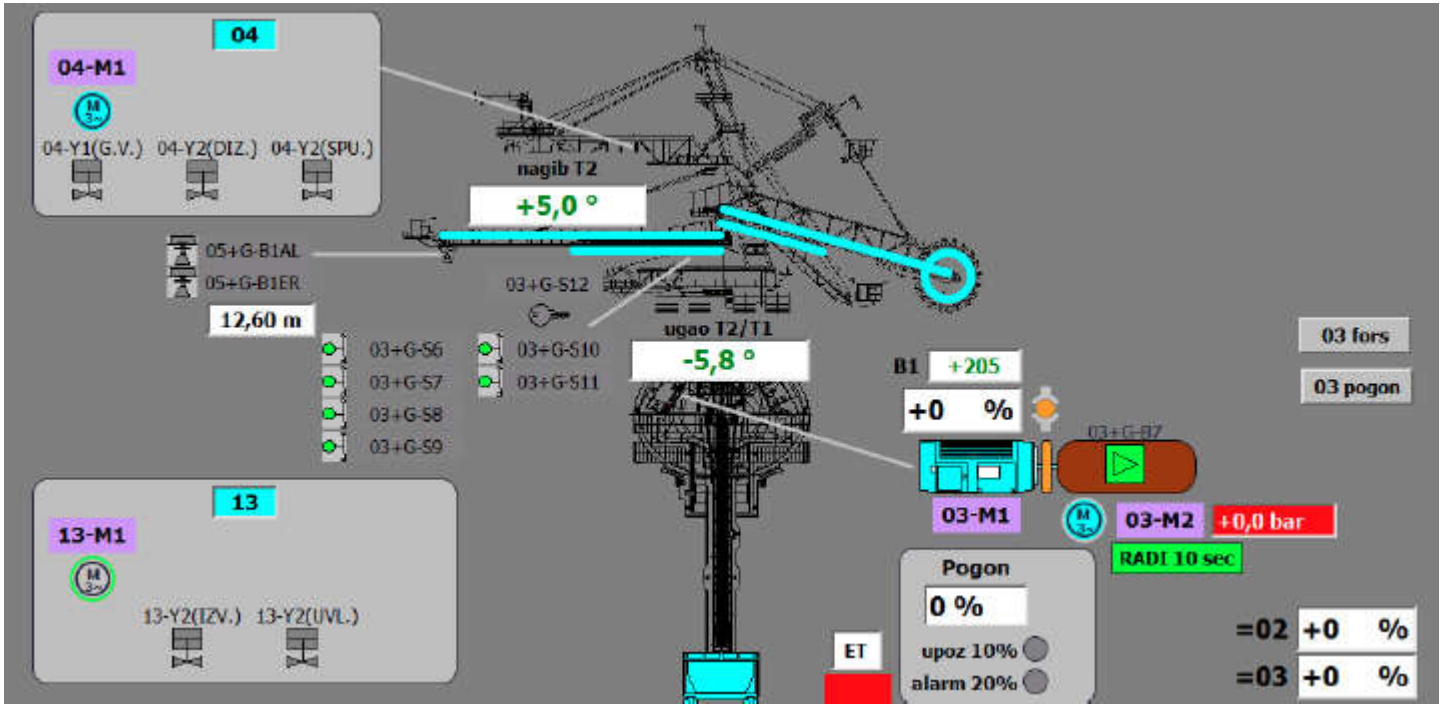 04
04-M1
M
3~
04-Y1(G.V.) 04-Y2(DIZ.) 04-Y2(SPU.)
nagib T2
+5,0 °
05+G-B1AL
05+G-B1ER
12,60 m
03+G-S12
ugao T2/T1
-5,8 °
03+G-S6
03+G-S7
03+G-S8
03+G-S9
03+G-S10
03+G-S11
03 fors
03 pogon
B1 +205
+0 %
03+G-B7
03-M1
M
3~
03-M2 +0,0 bar
RADI 10 sec
13
13-M1
M
3~
13-Y2(IZV.) 13-Y2(UVL.)
ET
Pogon
0 %
upoz 10%
alarm 20%
=02 +0 %
=03 +0 %